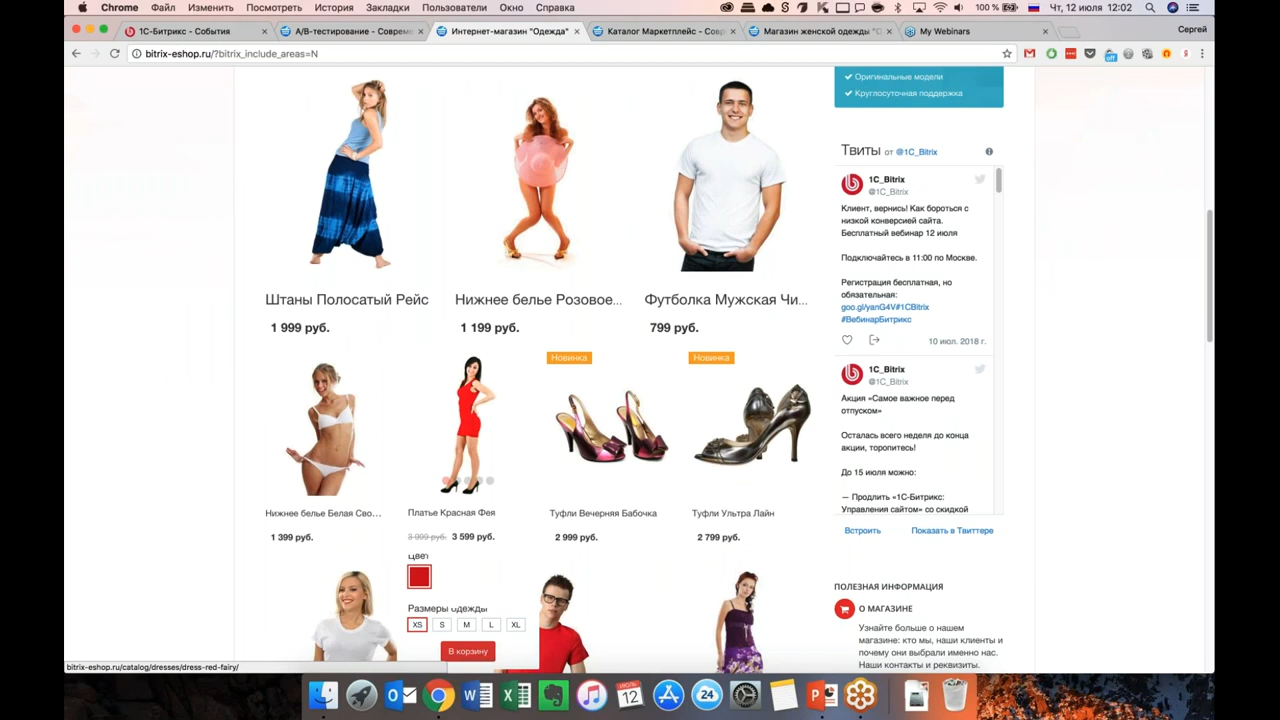 Chrome Файл Изменить Посмотреть История Закладки Пользователи Окно Справка 100 % Чт, 12 июля 12:02
1С-Битрикс - События × А/В-тестирование - Совреме × Интернет-магазин "Одежда" × Каталог Маркетплейс - Совр × Магазин женской одежды "С × My Webinars × Сергей
bitrix-eshop.ru/?bitrix_include_areas=N
Оригинальные модели
Круглосуточная поддержка
Твиты от @1C_Bitrix
1C_Bitrix
@1C_Bitrix
Клиент, вернись! Как бороться с
низкой конверсией сайта.
Бесплатный вебинар 12 июля
Подключайтесь в 11:00 по Москве.
Регистрация бесплатная, но
обязательная:
goo.gl/yanG4V#1CBitrix
#ВебинарБитрикс
10 июл. 2018 г.
1C_Bitrix
@1C_Bitrix
Акция «Самое важное перед
отпуском»
Осталась всего неделя до конца
акции, торопитесь!
До 15 июля можно:
— Продлить «1С-Битрикс:
Управления сайтом» со скидкой
Встроить Показать в Твиттере
ПОЛЕЗНАЯ ИНФОРМАЦИЯ
О МАГАЗИНЕ
Узнайте больше о нашем
магазине: кто мы, наши клиенты и
почему они выбрали именно нас.
Наши контакты и реквизиты.
Штаны Полосатый Рейс Нижнее белье Розовое... Футболка Мужская Чи...
1 999 руб. 1 199 руб. 799 руб.
Новинка Новинка
Нижнее белье Белая Сво... Платье Красная Фея Туфли Вечерняя Бабочка Туфли Ультра Лайн
1 399 руб. 3 999 руб. 3 599 руб. 2 999 руб. 2 799 руб.
Цвет
Размеры одежды
XS S M L XL
В корзину
bitrix-eshop.ru/catalog/dresses/dress-red-fairy/
ИЮЛЬ
12
24